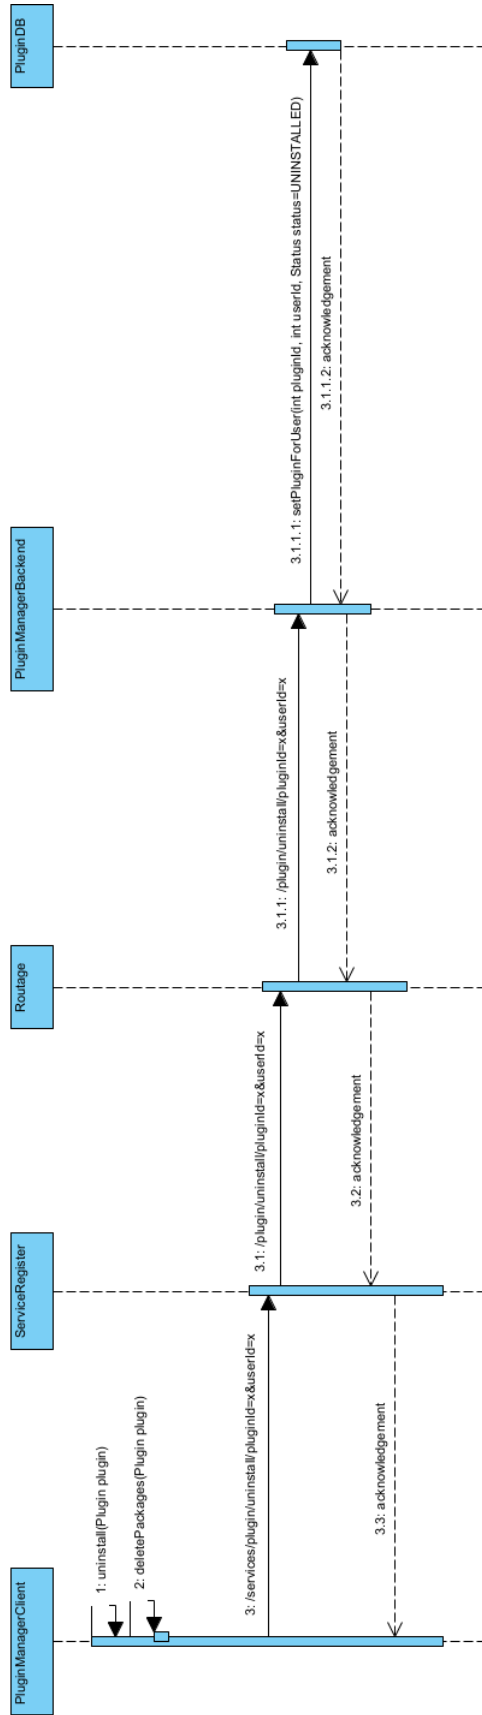 PluginManagerClient
ServiceRegister
Routage
PluginManagerBackend
PluginDB
1: uninstall(Plugin plugin)
2: deletePackages(Plugin plugin)
3: /services/plugin/uninstall/pluginId=x&userId=x
3.1: /plugin/uninstall/pluginId=x&userId=x
3.1.1: /plugin/uninstall/pluginId=x&userId=x
3.1.1.1: setPluginForUser(int pluginId, int userId, Status status=UNINSTALLED)
3.1.1.2: acknowledgement
3.1.2: acknowledgement
3.2: acknowledgement
3.3: acknowledgement